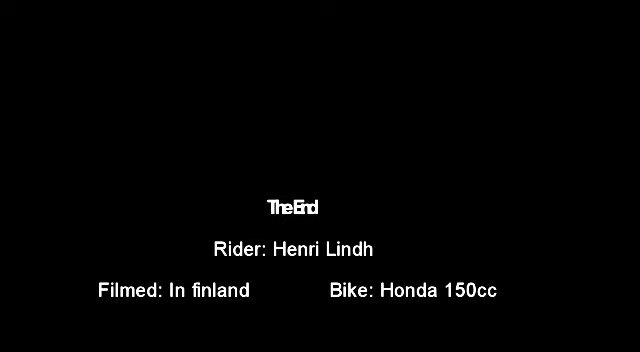 The End
Rider: Henri Lindh
Filmed: In finland Bike: Honda 150cc